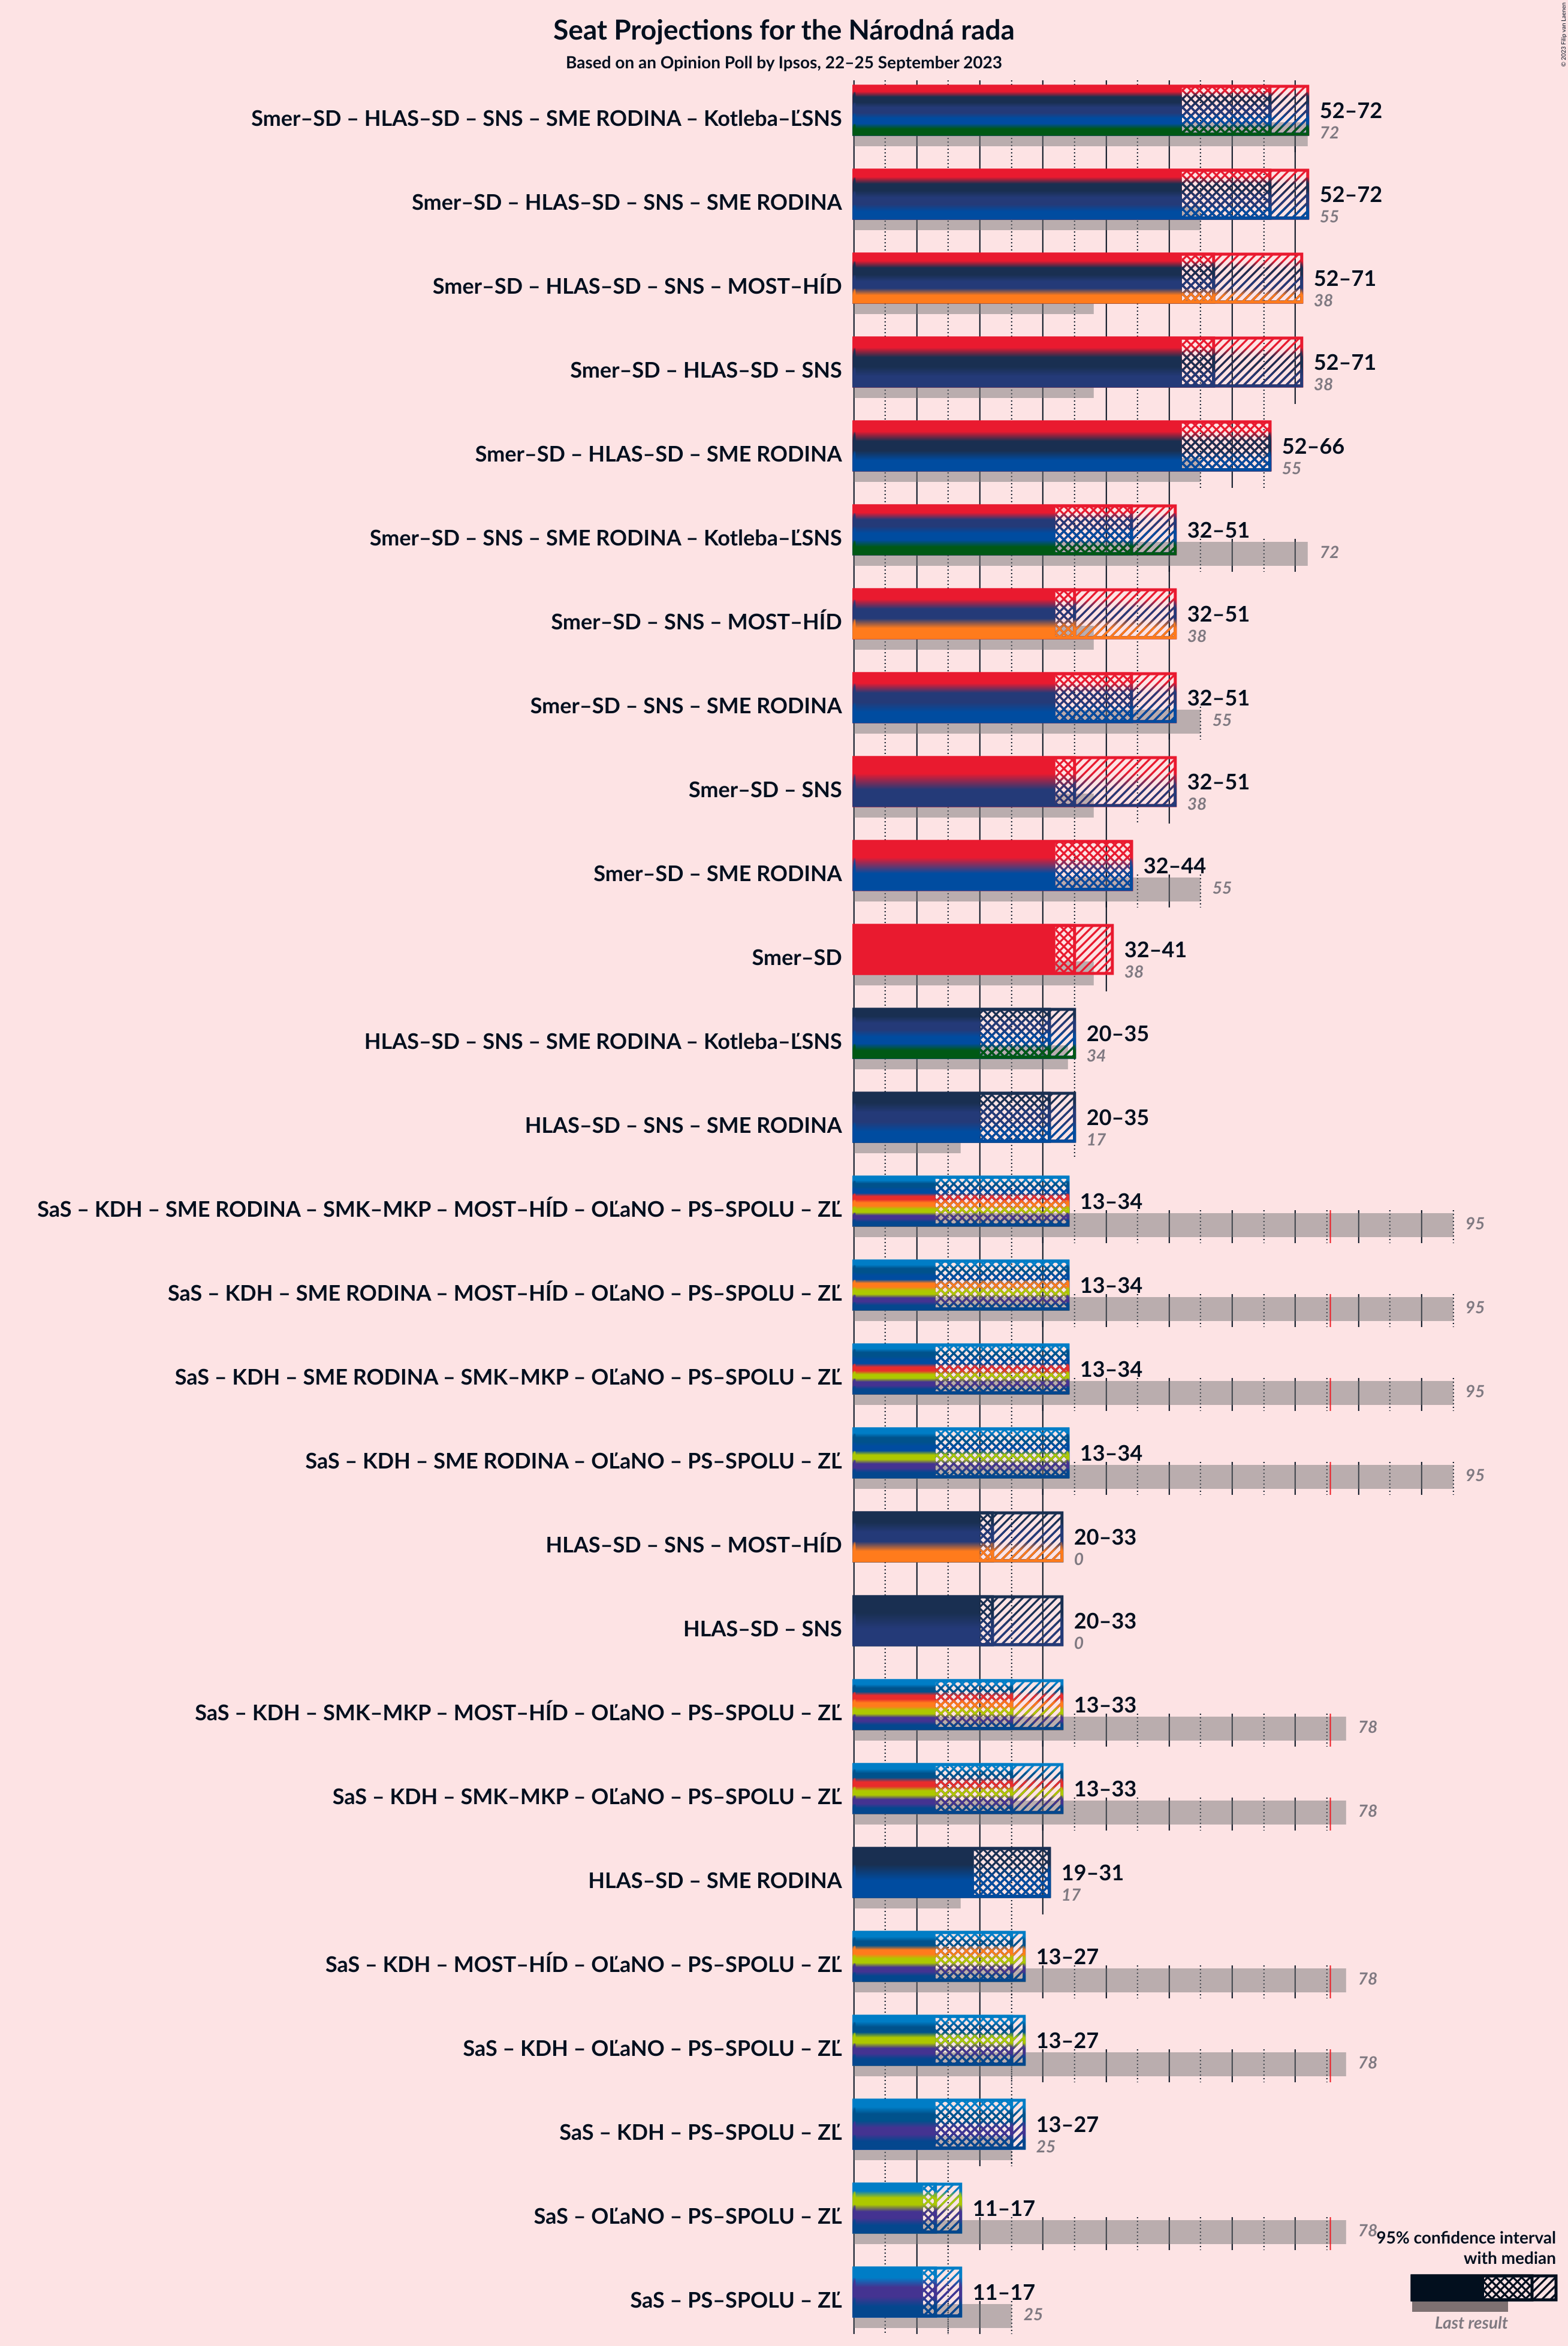 Seat Projections for the Národná rada
Based on an Opinion Poll by Ipsos, 22–25 September 2023
© 2023 Filip van Laenen
Smer–SD – HLAS–SD – SNS – SME RODINA – Kotleba–ĽSNS
52–72
72
Smer–SD – HLAS–SD – SNS – SME RODINA
52–72
55
Smer–SD – HLAS–SD – SNS – MOST–HÍD
52–71
38
Smer–SD – HLAS–SD – SNS
52–71
38
Smer–SD – HLAS–SD – SME RODINA
52–66
55
Smer–SD – SNS – SME RODINA – Kotleba–ĽSNS
32–51
72
Smer–SD – SNS – MOST–HÍD
32–51
38
Smer–SD – SNS – SME RODINA
32–51
55
Smer–SD – SNS
32–51
38
Smer–SD – SME RODINA
32–44
55
Smer–SD
32–41
38
HLAS–SD – SNS – SME RODINA – Kotleba–ĽSNS
20–35
34
HLAS–SD – SNS – SME RODINA
20–35
17
SaS – KDH – SME RODINA – SMK–MKP – MOST–HÍD – OĽaNO – PS–SPOLU – ZĽ
13–34
95
SaS – KDH – SME RODINA – MOST–HÍD – OĽaNO – PS–SPOLU – ZĽ
13–34
95
SaS – KDH – SME RODINA – SMK–MKP – OĽaNO – PS–SPOLU – ZĽ
13–34
95
SaS – KDH – SME RODINA – OĽaNO – PS–SPOLU – ZĽ
13–34
95
HLAS–SD – SNS – MOST–HÍD
20–33
0
HLAS–SD – SNS
20–33
0
SaS – KDH – SMK–MKP – MOST–HÍD – OĽaNO – PS–SPOLU – ZĽ
13–33
78
SaS – KDH – SMK–MKP – OĽaNO – PS–SPOLU – ZĽ
13–33
78
HLAS–SD – SME RODINA
19–31
17
SaS – KDH – MOST–HÍD – OĽaNO – PS–SPOLU – ZĽ
13–27
78
SaS – KDH – OĽaNO – PS–SPOLU – ZĽ
13–27
78
SaS – KDH – PS–SPOLU – ZĽ
13–27
25
SaS – OĽaNO – PS–SPOLU – ZĽ
11–17
78
SaS – PS–SPOLU – ZĽ
11–17
25
95% confidence interval
with median
Last result